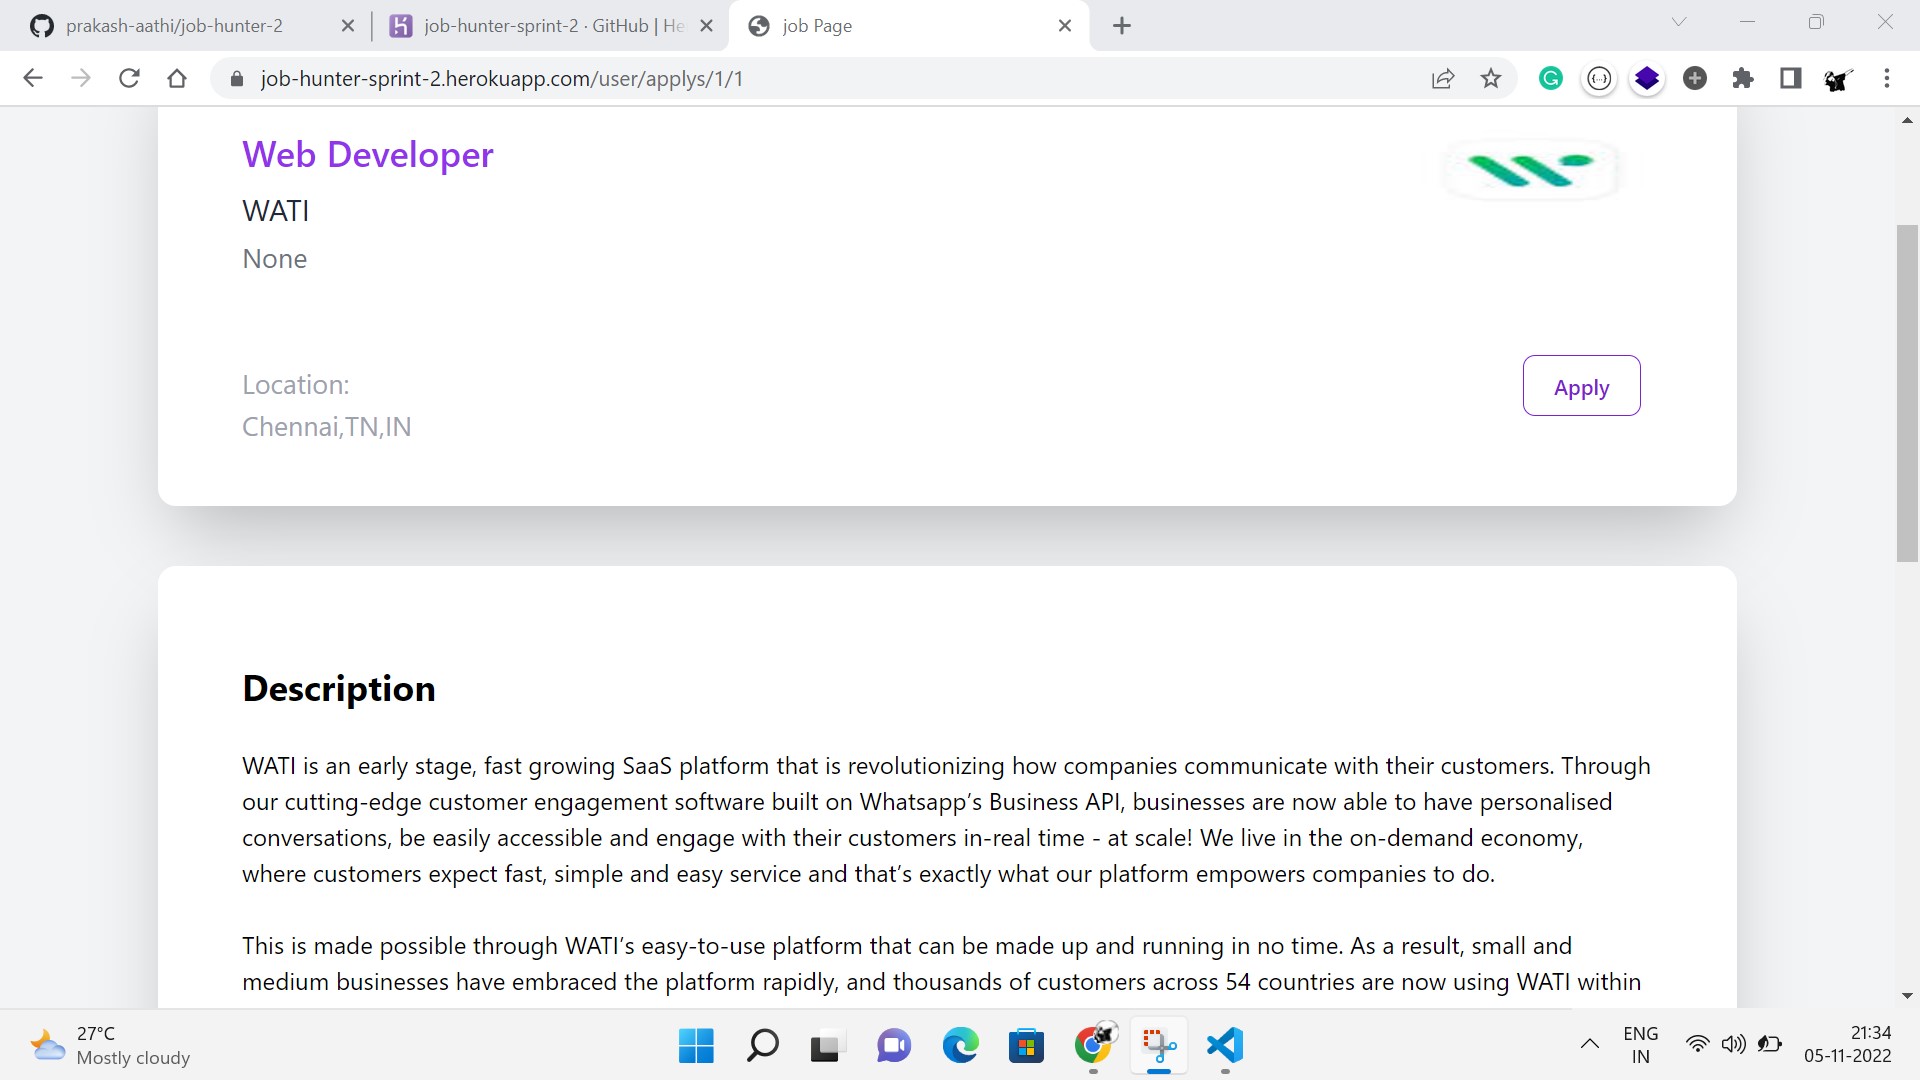 prakash-aathi/job-hunter-2
job-hunter-sprint-2 · GitHub | He
job Page
job-hunter-sprint-2.herokuapp.com/user/applys/1/1
Web Developer
WATI
None
Location:
Chennai,TN,IN
Apply
Description
WATI is an early stage, fast growing SaaS platform that is revolutionizing how companies communicate with their customers. Through
our cutting-edge customer engagement software built on Whatsapp’s Business API, businesses are now able to have personalised
conversations, be easily accessible and engage with their customers in-real time - at scale! We live in the on-demand economy,
where customers expect fast, simple and easy service and that’s exactly what our platform empowers companies to do.
This is made possible through WATI’s easy-to-use platform that can be made up and running in no time. As a result, small and
medium businesses have embraced the platform rapidly, and thousands of customers across 54 countries are now using WATI within
27°C
Mostly cloudy
ENG
IN
21:34
05-11-2022